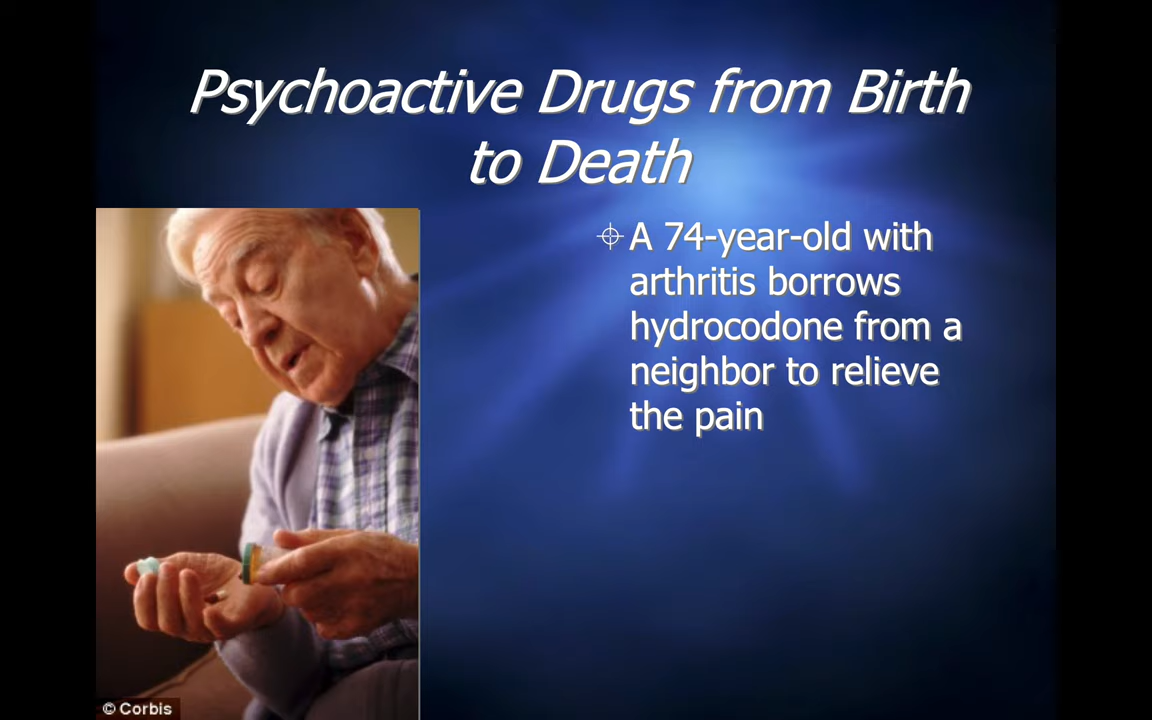 Psychoactive Drugs from Birth
to Death
A 74-year-old with
arthritis borrows
hydrocodone from a
neighbor to relieve
the pain
© Corbis